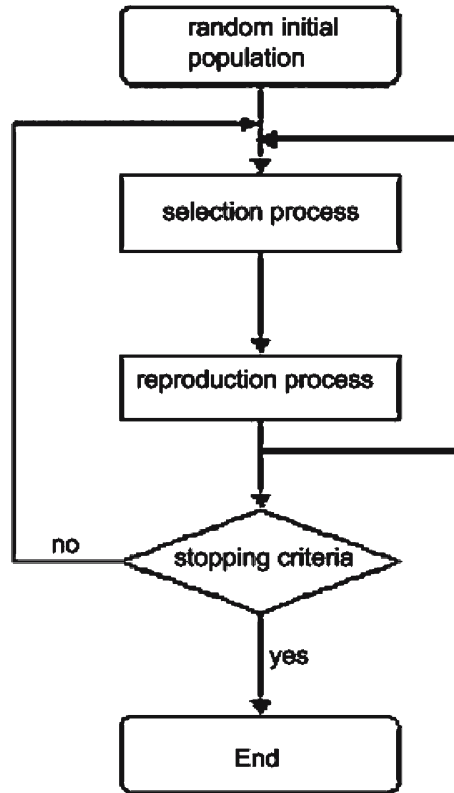 random initial
population
selection process
reproduction process
stopping criteria
no
yes
End